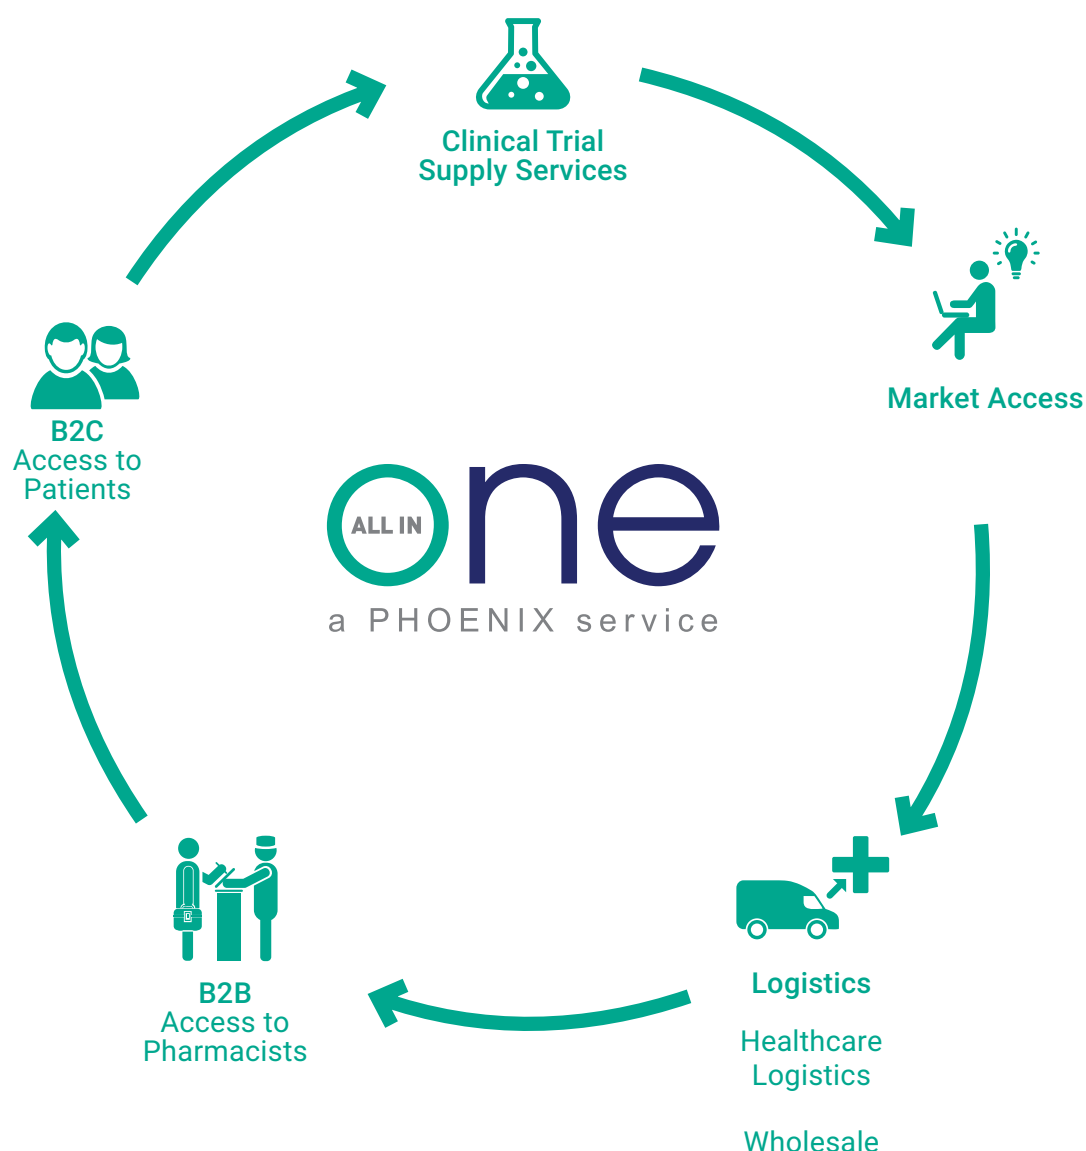 Clinical Trial
Supply Services
Market Access
B2C
Access to
Patients
ALL IN
one
a PHOENIX service
B2B
Access to
Pharmacists
Logistics
Healthcare
Logistics
Wholesale